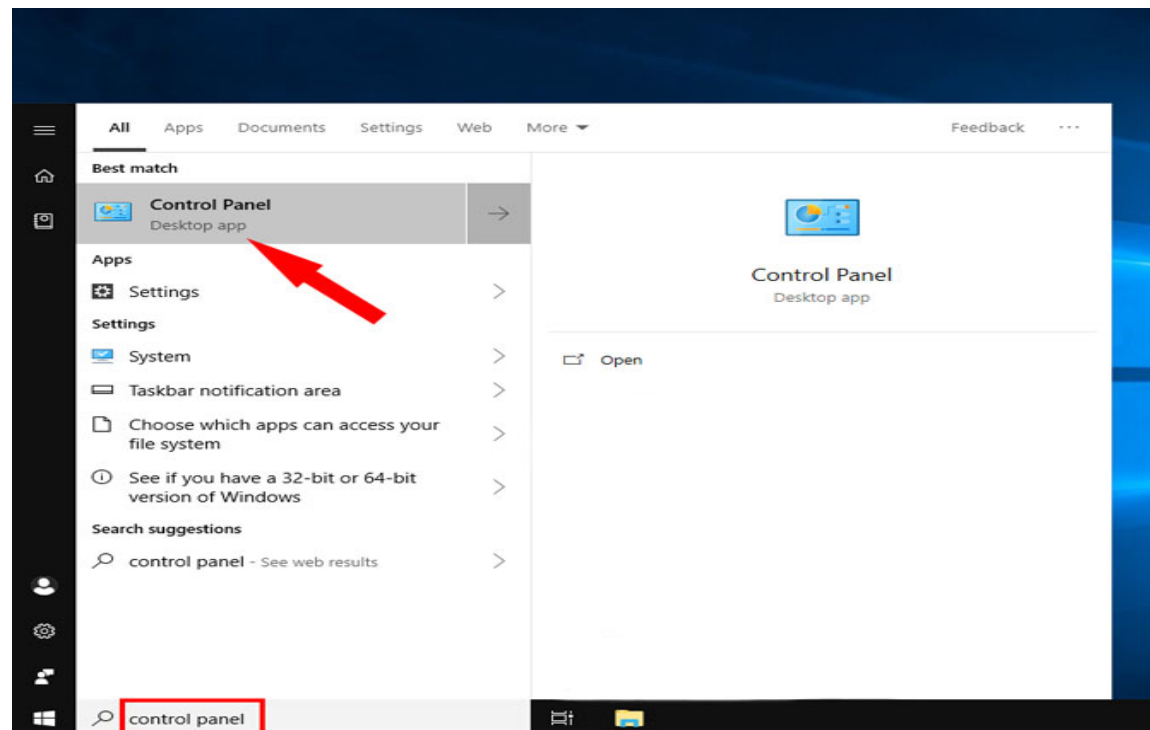 All Apps Documents Settings Web More Feedback ...
Best match
Control Panel
Desktop app
Apps
Settings
Settings
System
Taskbar notification area
Choose which apps can access your
file system
See if you have a 32-bit or 64-bit
version of Windows
Search suggestions
control panel - See web results
Control Panel
Desktop app
Open
control panel